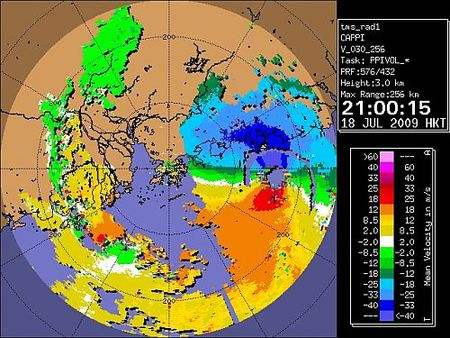 tms_rad1
CAPPI
V_030_256
Task: PPIVOL_*
PRF:576/432
Height:3.0 km
Max Range:256 km
21:00:15
18 JUL 2009 HKT
200
200
200
A
>60 ---
40 60
33 40
25 33
18 25
12 18
8.5 12
2.0 8.5
-2.0 2.0
-8.5 -2.0
-12 -8.5
-18 -12
-25 -18
-33 -25
-40 -33
--- <-40
Mean Velocity in m/s
T